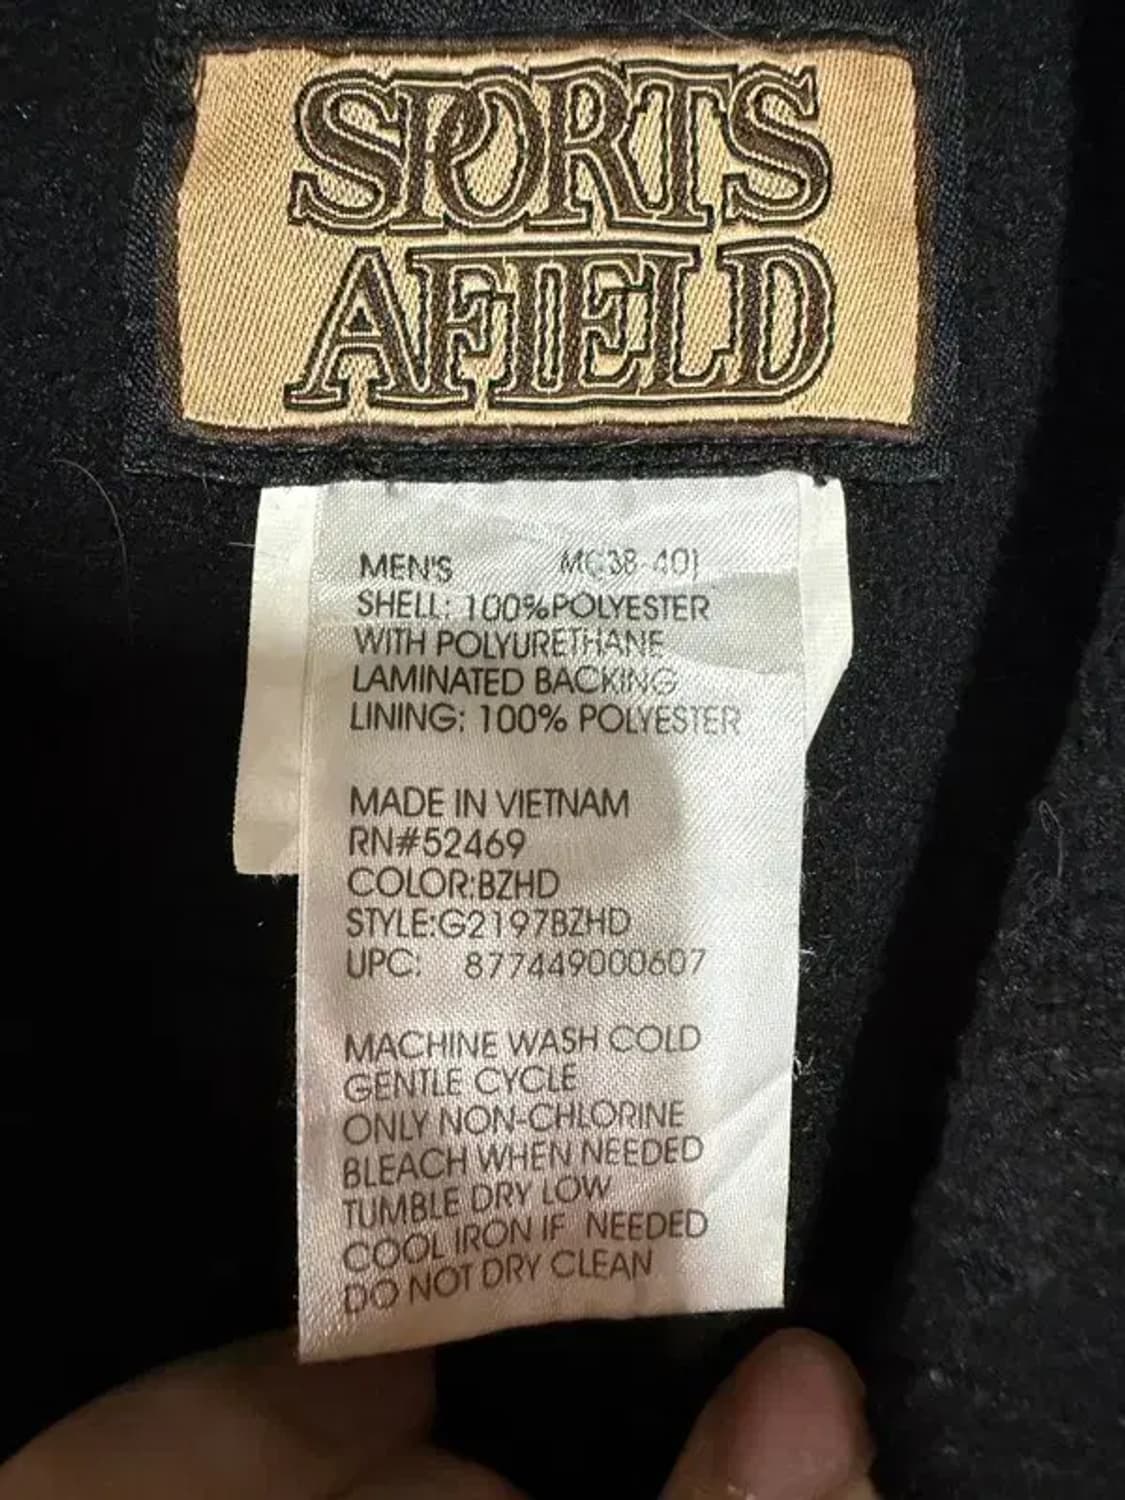 SPORTS
AFIELD
MEN'S M(38-40)
SHELL: 100%POLYESTER
WITH POLYURETHANE
LAMINATED BACKING
LINING: 100% POLYESTER
MADE IN VIETNAM
RN#52469
COLOR:BZHD
STYLE:G2197BZHD
UPC: 877449000607
MACHINE WASH COLD
GENTLE CYCLE
ONLY NON-CHLORINE
BLEACH WHEN NEEDED
TUMBLE DRY LOW
COOL IRON IF NEEDED
DO NOT DRY CLEAN